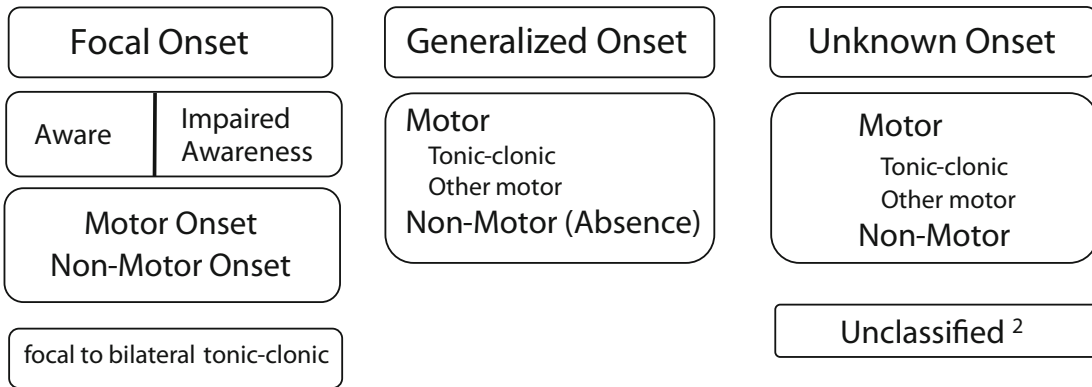 Focal Onset
Aware
Impaired
Awareness
Motor Onset
Non-Motor Onset
focal to bilateral tonic-clonic
Generalized Onset
Motor
Tonic-clonic
Other motor
Non-Motor (Absence)
Unknown Onset
Motor
Tonic-clonic
Other motor
Non-Motor
Unclassified ²